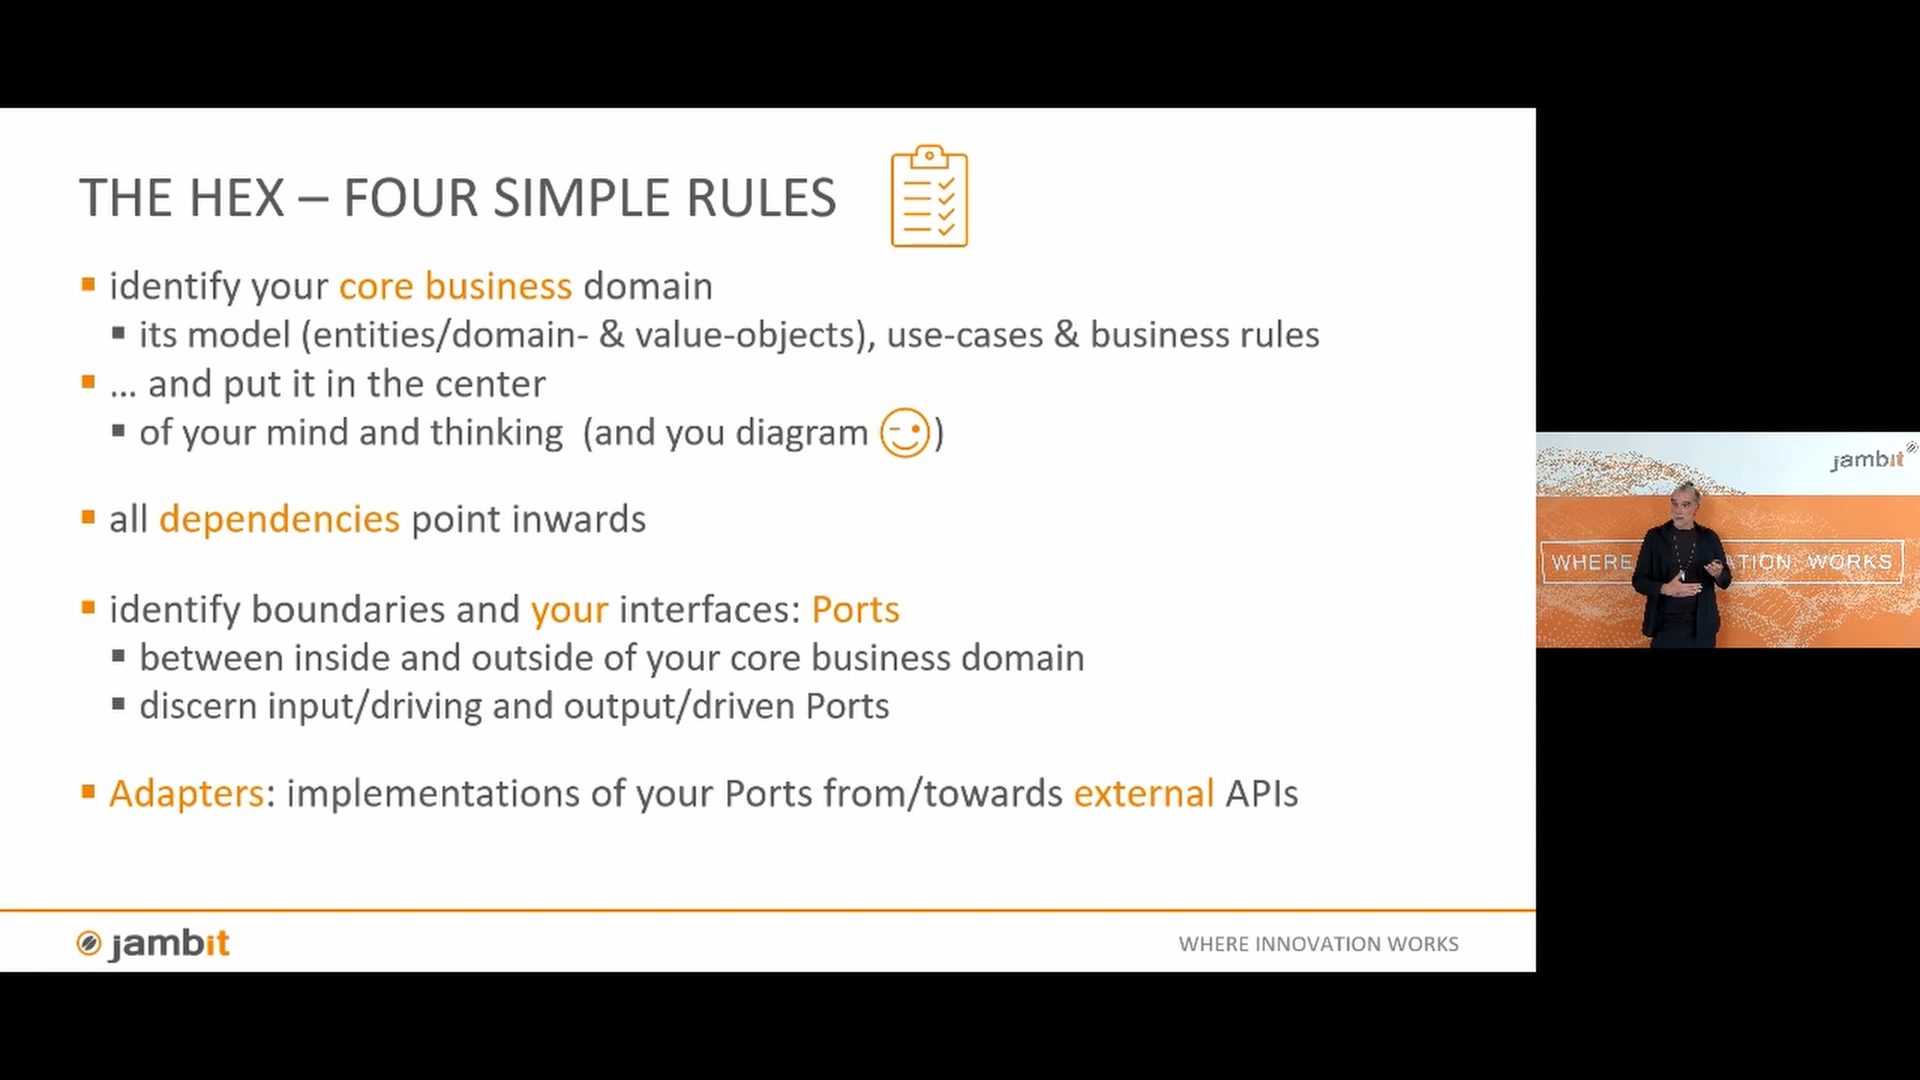 THE HEX – FOUR SIMPLE RULES
identify your core business domain
its model (entities/domain- & value-objects), use-cases & business rules
... and put it in the center
of your mind and thinking (and you diagram )
all dependencies point inwards
identify boundaries and your interfaces: Ports
between inside and outside of your core business domain
discern input/driving and output/driven Ports
Adapters: implementations of your Ports from/towards external APIs
jambit
WHERE INNOVATION WORKS
jambit
WHERE ATION WORKS